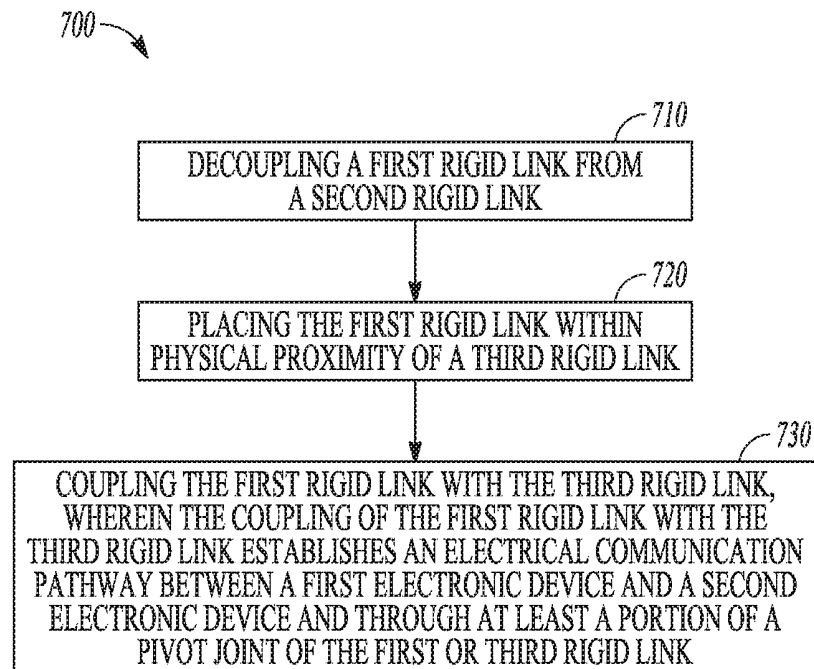 700
710
DECOUPLING A FIRST RIGID LINK FROM
A SECOND RIGID LINK
720
PLACING THE FIRST RIGID LINK WITHIN
PHYSICAL PROXIMITY OF A THIRD RIGID LINK
730
COUPLING THE FIRST RIGID LINK WITH THE THIRD RIGID LINK,
WHEREIN THE COUPLING OF THE FIRST RIGID LINK WITH THE
THIRD RIGID LINK ESTABLISHES AN ELECTRICAL COMMUNICATION
PATHWAY BETWEEN A FIRST ELECTRONIC DEVICE AND A SECOND
ELECTRONIC DEVICE AND THROUGH AT LEAST A PORTION OF A
PIVOT JOINT OF THE FIRST OR THIRD RIGID LINK